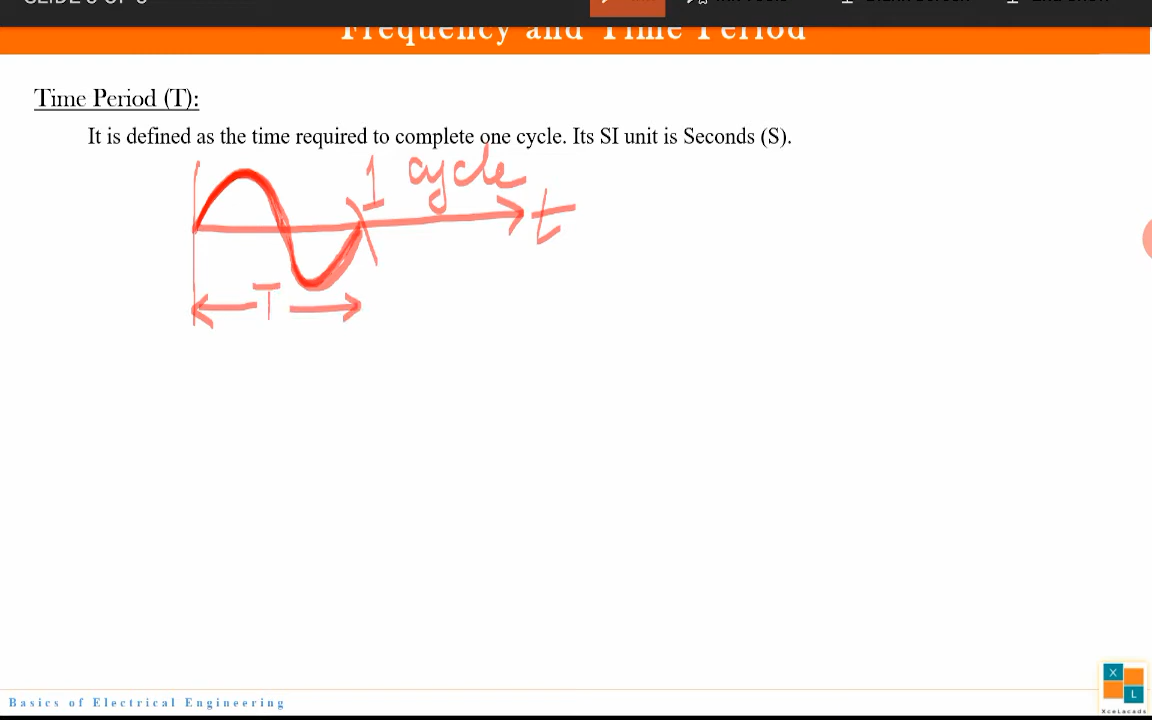 Frequency and Time Period
Time Period (T):
It is defined as the time required to complete one cycle. Its SI unit is Seconds (S).
1 cycle
t
T
Basics of Electrical Engineering
X
L
XceLacads